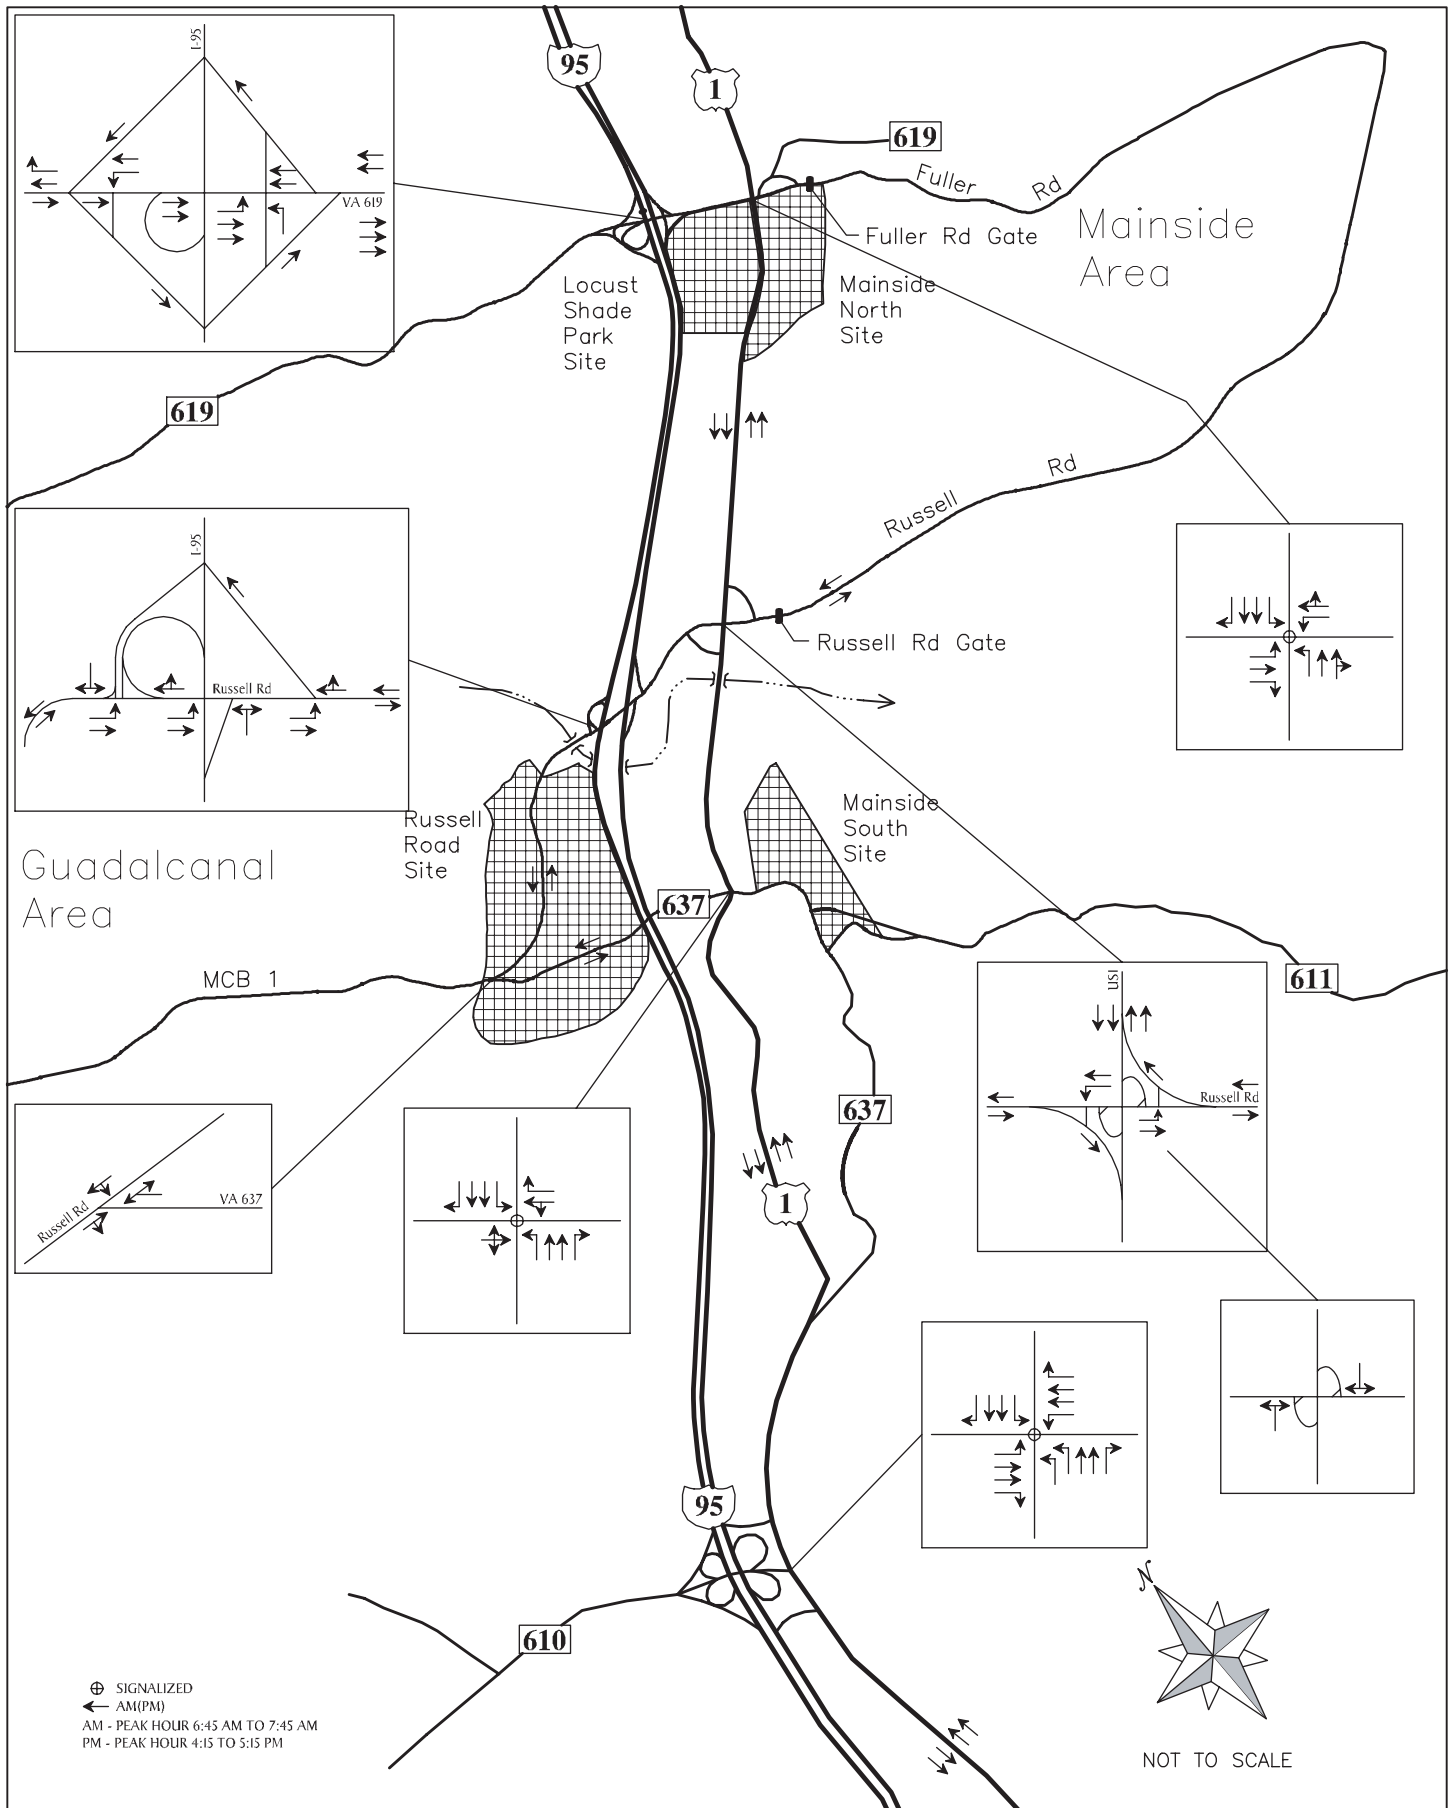 I-95
VA 619
95
1
619
Fuller Rd
Fuller Rd Gate
Mainside
Area
Locust
Shade
Park
Site
Mainside
North
Site
619
Russell Rd
I-95
Russell Rd
Russell Rd Gate
Russell
Road
Site
Mainside
South
Site
Guadalcanal
Area
637
MCB 1
611
US1
Russell Rd
637
VA 637
Russell Rd
1
95
610
N
SIGNALIZED
AM(PM)
AM - PEAK HOUR 6:45 AM TO 7:45 AM
PM - PEAK HOUR 4:15 TO 5:15 PM
NOT TO SCALE